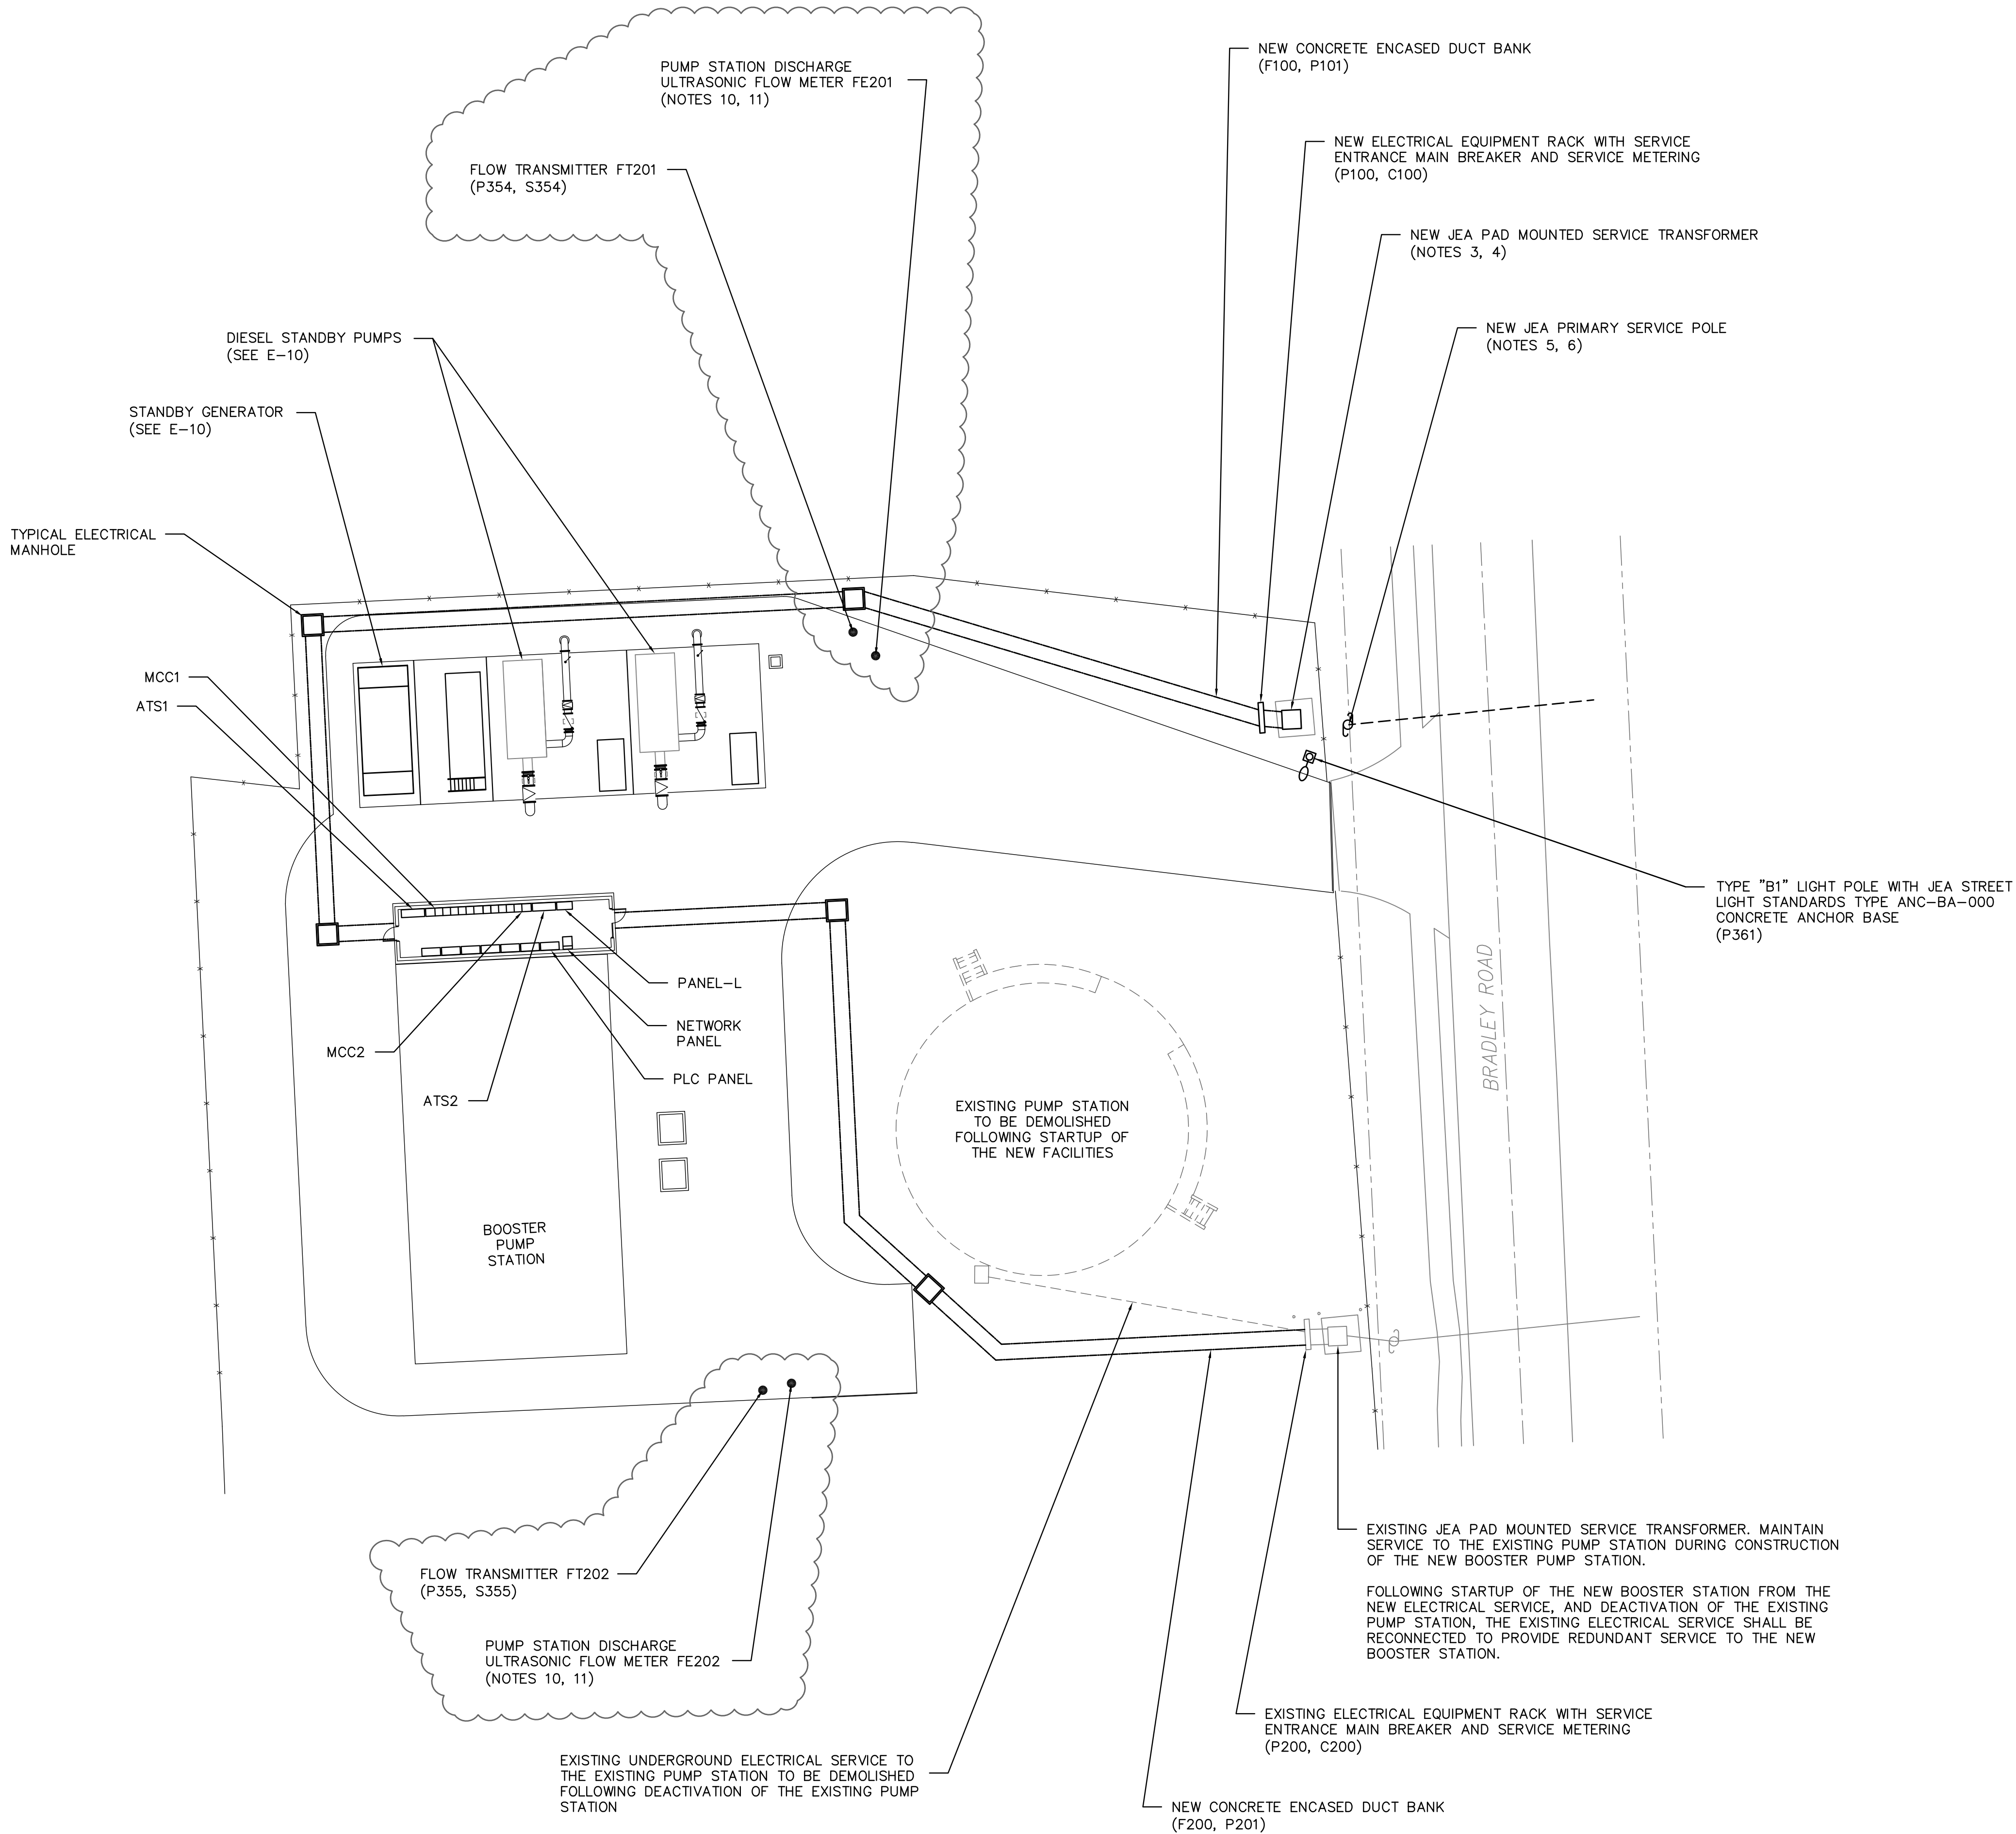 PUMP STATION DISCHARGE
ULTRASONIC FLOW METER FE201
(NOTES 10, 11)
NEW CONCRETE ENCASED DUCT BANK
(F100, P101)
FLOW TRANSMITTER FT201
(P354, S354)
NEW ELECTRICAL EQUIPMENT RACK WITH SERVICE
ENTRANCE MAIN BREAKER AND SERVICE METERING
(P100, C100)
NEW JEA PAD MOUNTED SERVICE TRANSFORMER
(NOTES 3, 4)
NEW JEA PRIMARY SERVICE POLE
(NOTES 5, 6)
DIESEL STANDBY PUMPS
(SEE E-10)
STANDBY GENERATOR
(SEE E-10)
TYPICAL ELECTRICAL
MANHOLE
MCC1
ATS1
TYPE "B1" LIGHT POLE WITH JEA STREET
LIGHT STANDARDS TYPE ANC-BA-000
CONCRETE ANCHOR BASE
(P361)
PANEL-L
NETWORK
PANEL
MCC2
PLC PANEL
ATS2
BRADLEY ROAD
EXISTING PUMP STATION
TO BE DEMOLISHED
FOLLOWING STARTUP OF
THE NEW FACILITIES
BOOSTER
PUMP
STATION
EXISTING JEA PAD MOUNTED SERVICE TRANSFORMER. MAINTAIN
SERVICE TO THE EXISTING PUMP STATION DURING CONSTRUCTION
OF THE NEW BOOSTER PUMP STATION.
FOLLOWING STARTUP OF THE NEW BOOSTER STATION FROM THE
NEW ELECTRICAL SERVICE, AND DEACTIVATION OF THE EXISTING
PUMP STATION, THE EXISTING ELECTRICAL SERVICE SHALL BE
RECONNECTED TO PROVIDE REDUNDANT SERVICE TO THE NEW
BOOSTER STATION.
FLOW TRANSMITTER FT202
(P355, S355)
PUMP STATION DISCHARGE
ULTRASONIC FLOW METER FE202
(NOTES 10, 11)
EXISTING ELECTRICAL EQUIPMENT RACK WITH SERVICE
ENTRANCE MAIN BREAKER AND SERVICE METERING
(P200, C200)
EXISTING UNDERGROUND ELECTRICAL SERVICE TO
THE EXISTING PUMP STATION TO BE DEMOLISHED
FOLLOWING DEACTIVATION OF THE EXISTING PUMP
STATION
NEW CONCRETE ENCASED DUCT BANK
(F200, P201)